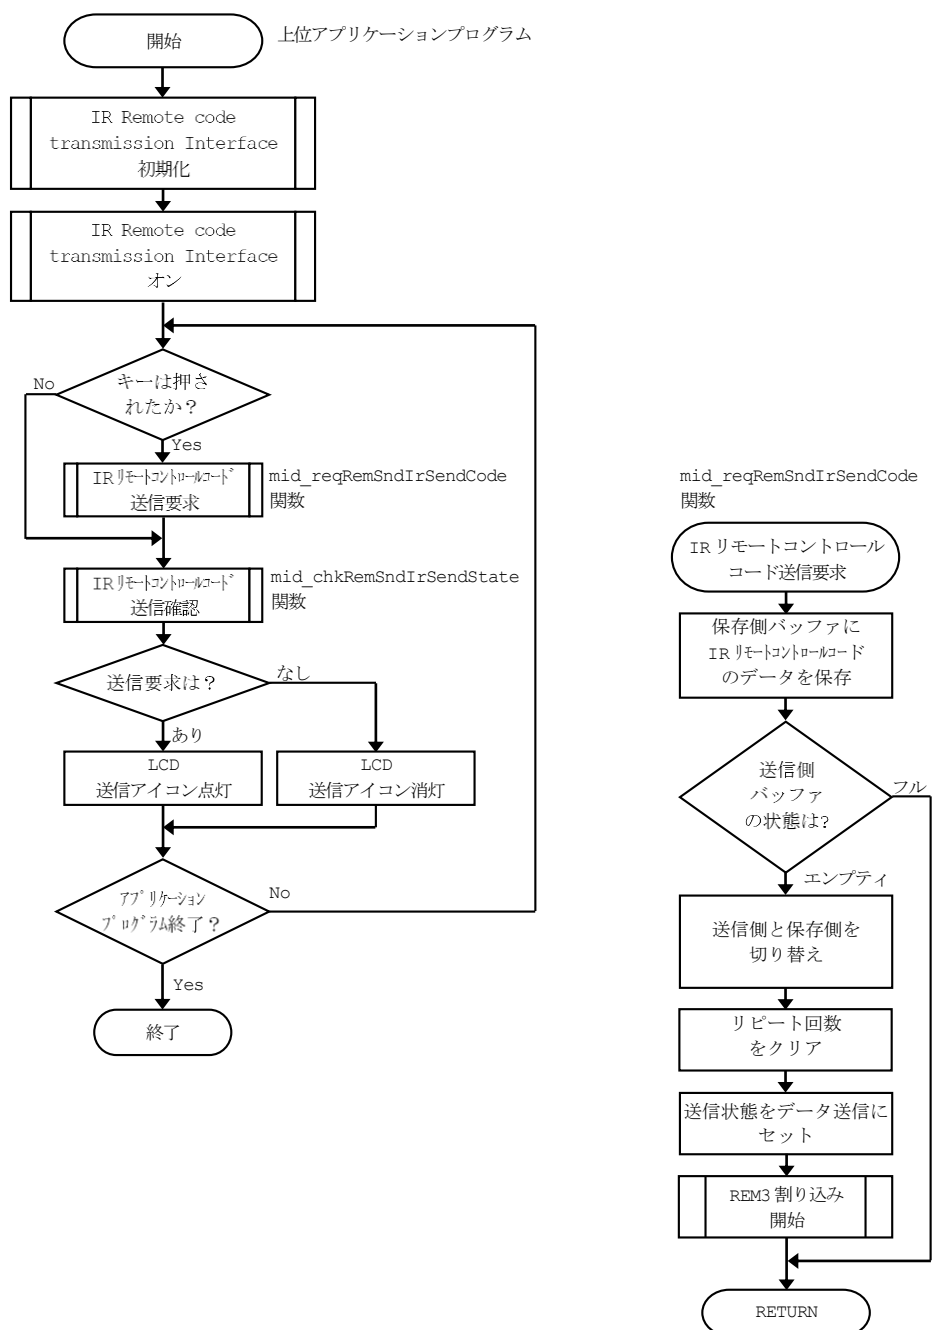 開始
上位アプリケーションプログラム
IR Remote code
transmission Interface
初期化
IR Remote code
transmission Interface
オン
キーは押さ
れたか？
No
Yes
IRﾘﾓｰﾄｺﾝﾄﾛｰﾙｺｰﾄﾞ
送信要求
mid_reqRemSndIrSendCode
関数
IRﾘﾓｰﾄｺﾝﾄﾛｰﾙｺｰﾄﾞ
送信確認
mid_chkRemSndIrSendState
関数
送信要求は？
なし
あり
LCD
送信アイコン点灯
LCD
送信アイコン消灯
ｱﾌﾟﾘｹｰｼｮﾝ
ﾌﾟﾛｸﾞﾗﾑ終了？
No
Yes
終了
mid_reqRemSndIrSendCode
関数
IRリモートコントロール
コード送信要求
保存側バッファに
IRﾘﾓｰﾄｺﾝﾄﾛｰﾙｺｰﾄﾞ
のデータを保存
送信側
バッファ
の状態は?
フル
エンプティ
送信側と保存側を
切り替え
リピート回数
をクリア
送信状態をデータ送信に
セット
REM3割り込み
開始
RETURN